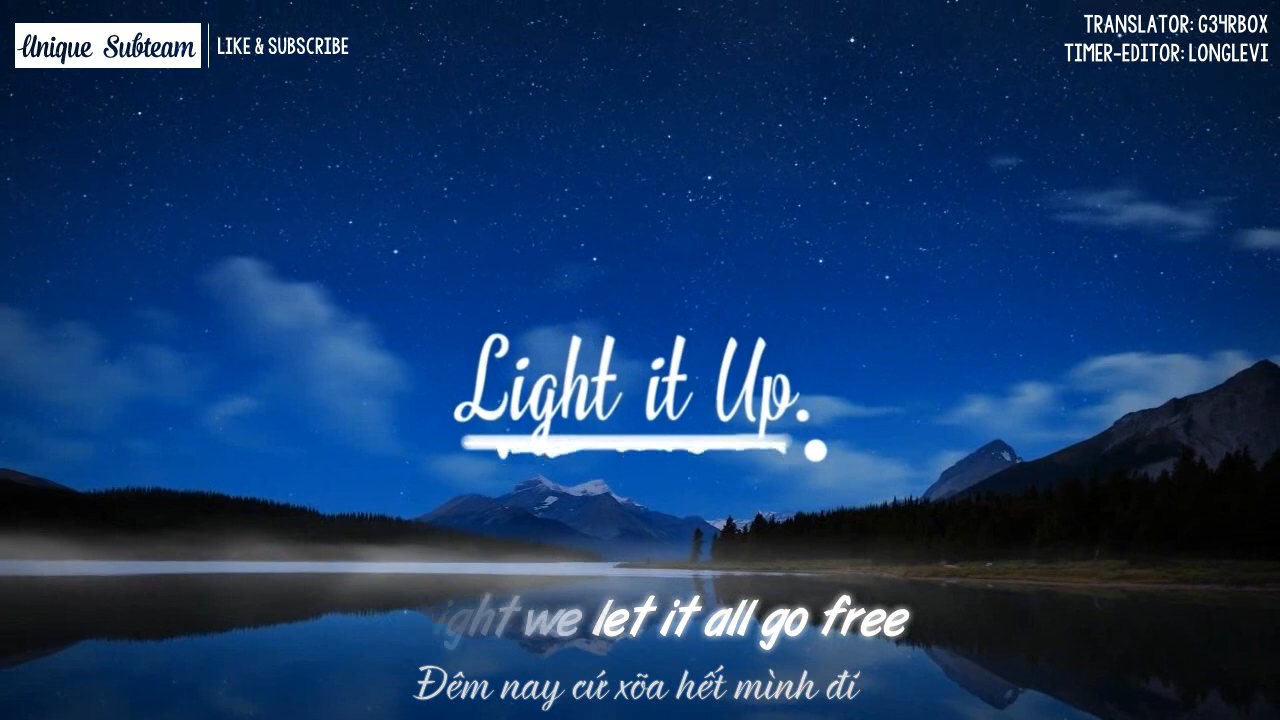 Unique Subteam
LIKE & SUBSCRIBE
TRANSLATOR: G34RBOX
TIMER-EDITOR: LONGLEVI
Light it Up.
we let it all go free
Đêm nay cứ xõa hết mình đi